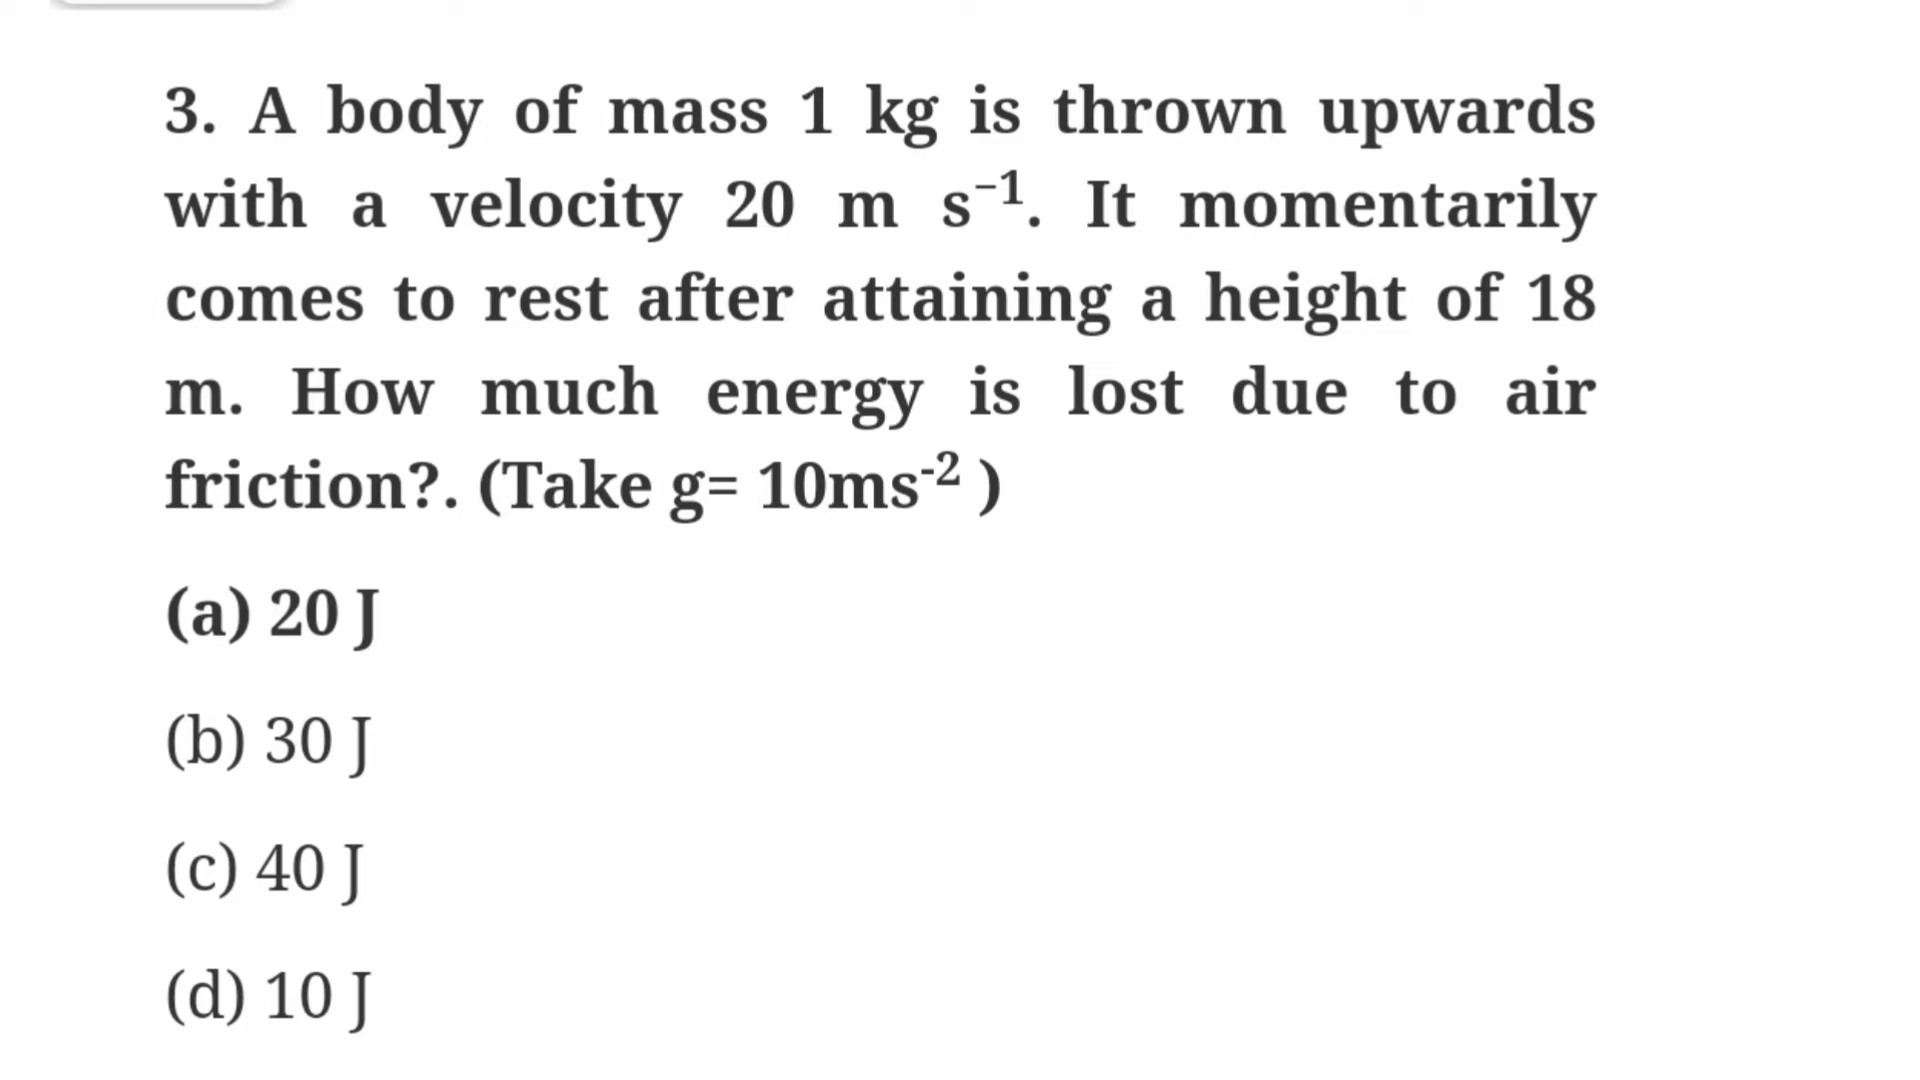 3. A body of mass 1 kg is thrown upwards
with a velocity 20 m s⁻¹. It momentarily
comes to rest after attaining a height of 18
m. How much energy is lost due to air
friction?. (Take g= 10ms⁻² )
(a) 20 J
(b) 30 J
(c) 40 J
(d) 10 J